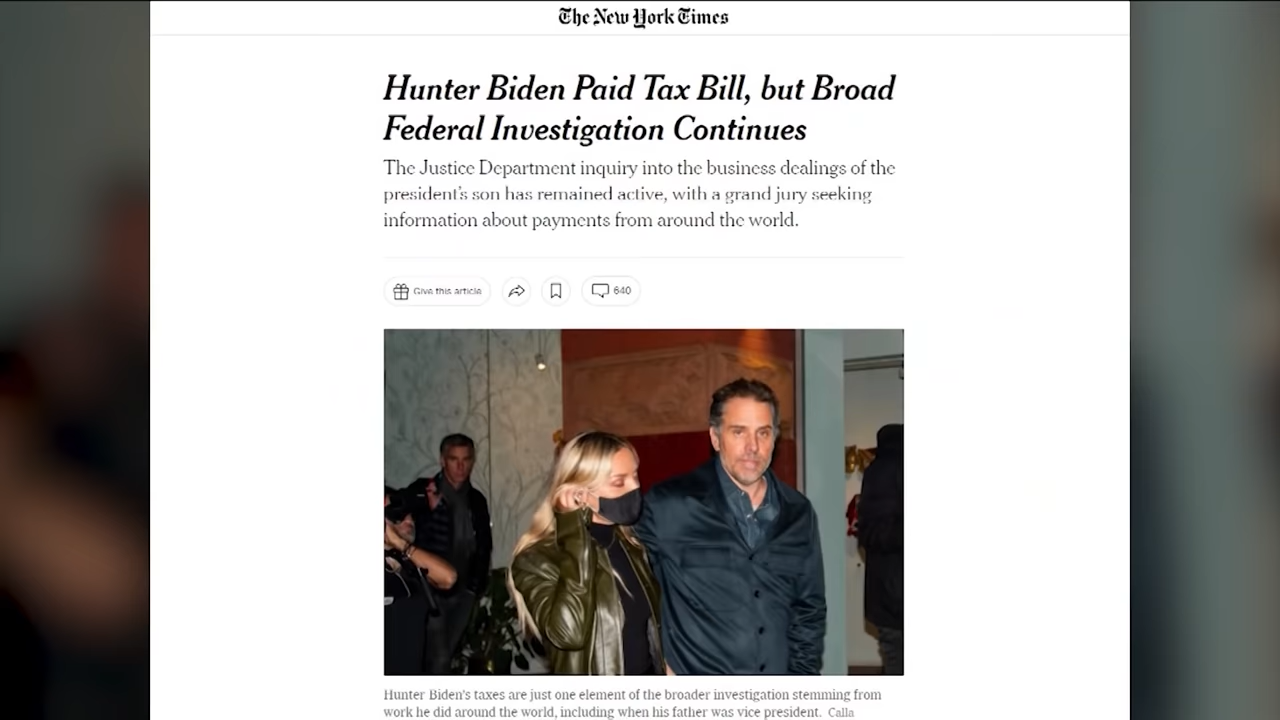 The New York Times
Hunter Biden Paid Tax Bill, but Broad
Federal Investigation Continues
The Justice Department inquiry into the business dealings of the
president's son has remained active, with a grand jury seeking
information about payments from around the world.
Give this article
640
Hunter Biden's taxes are just one element of the broader investigation stemming from
work he did around the world, including when his father was vice president. Calla